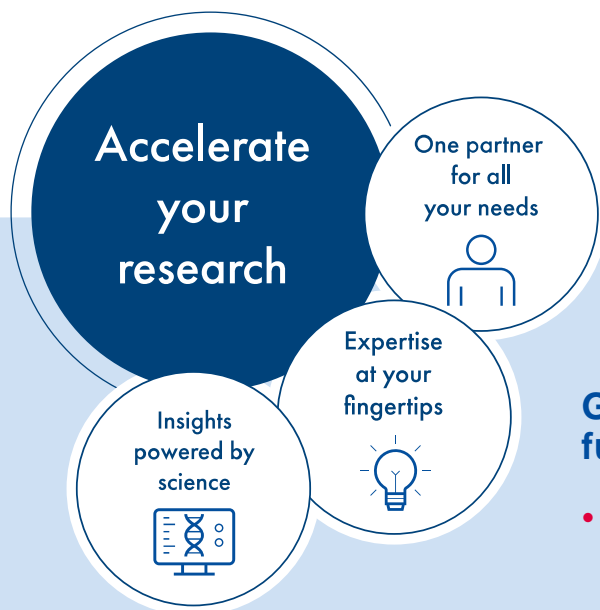 Accelerate
your
research
One partner
for all
your needs
Expertise
at your
fingertips
Insights
powered by
science